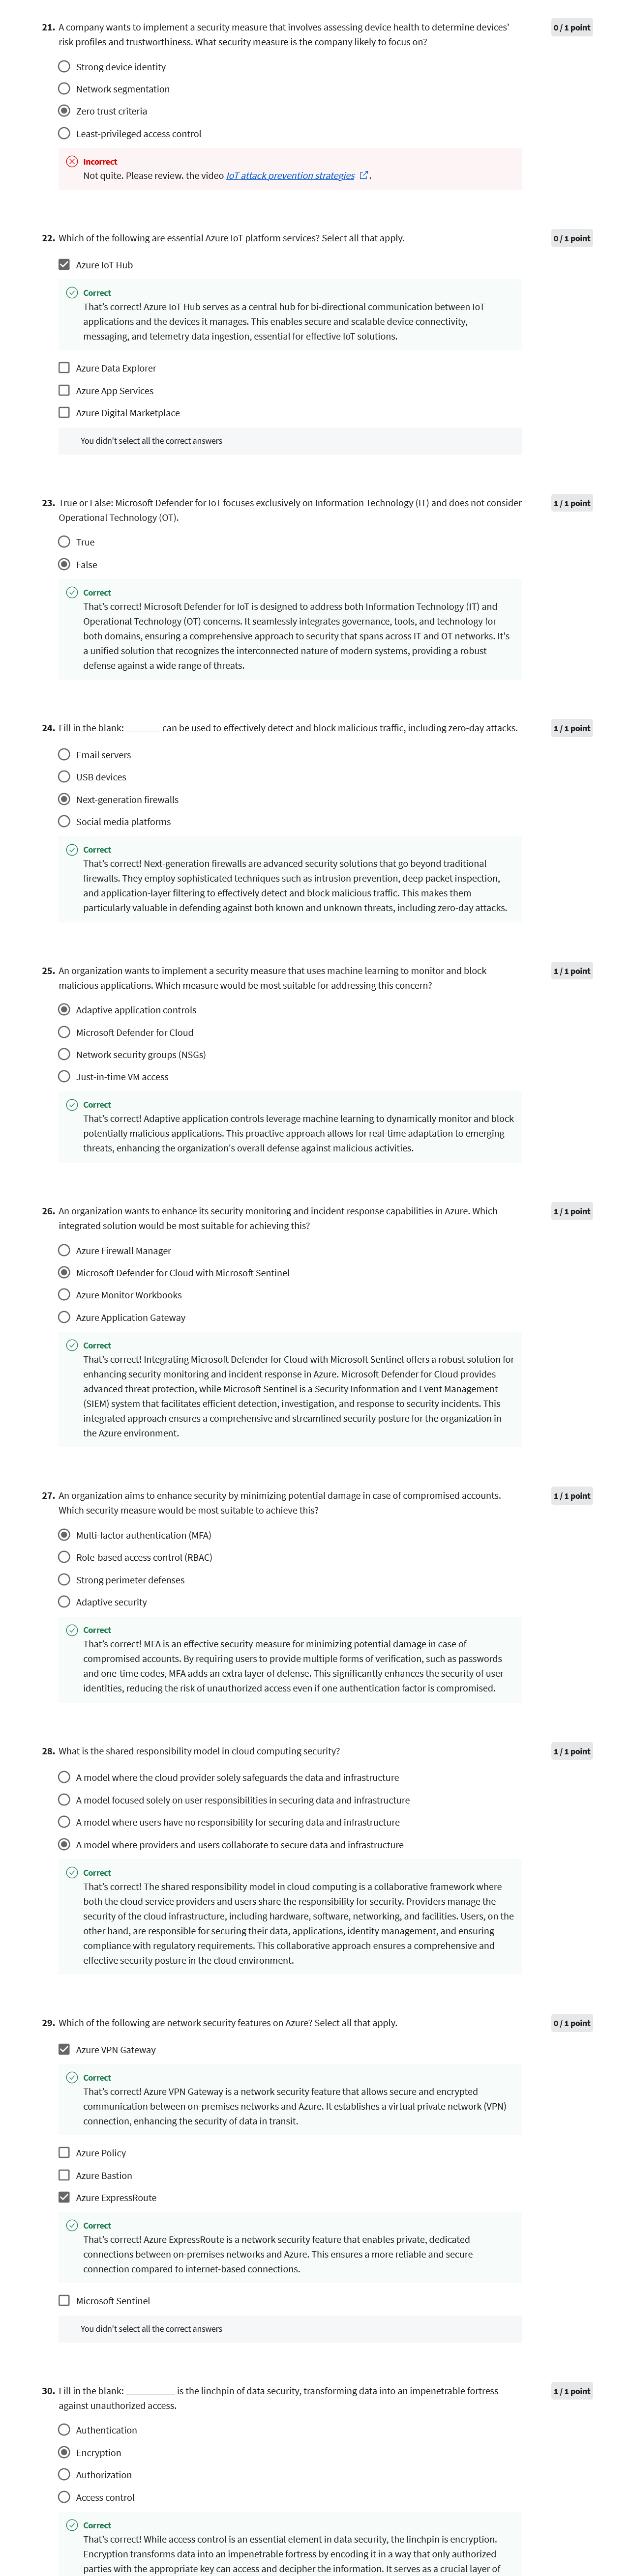 21. A company wants to implement a security measure that involves assessing device health to determine devices' 0 / 1 point
risk profiles and trustworthiness. What security measure is the company likely to focus on?
Strong device identity
Network segmentation
Zero trust criteria
Least-privileged access control
Incorrect
Not quite. Please review. the video IoT attack prevention strategies .
22. Which of the following are essential Azure IoT platform services? Select all that apply. 0 / 1 point
Azure IoT Hub
Correct
That's correct! Azure IoT Hub serves as a central hub for bi-directional communication between IoT
applications and the devices it manages. This enables secure and scalable device connectivity,
messaging, and telemetry data ingestion, essential for effective IoT solutions.
Azure Data Explorer
Azure App Services
Azure Digital Marketplace
You didn't select all the correct answers
23. True or False: Microsoft Defender for IoT focuses exclusively on Information Technology (IT) and does not consider 1 / 1 point
Operational Technology (OT).
True
False
Correct
That's correct! Microsoft Defender for IoT is designed to address both Information Technology (IT) and
Operational Technology (OT) concerns. It seamlessly integrates governance, tools, and technology for
both domains, ensuring a comprehensive approach to security that spans across IT and OT networks. It's
a unified solution that recognizes the interconnected nature of modern systems, providing a robust
defense against a wide range of threats.
24. Fill in the blank: _______ can be used to effectively detect and block malicious traffic, including zero-day attacks. 1 / 1 point
Email servers
USB devices
Next-generation firewalls
Social media platforms
Correct
That's correct! Next-generation firewalls are advanced security solutions that go beyond traditional
firewalls. They employ sophisticated techniques such as intrusion prevention, deep packet inspection,
and application-layer filtering to effectively detect and block malicious traffic. This makes them
particularly valuable in defending against both known and unknown threats, including zero-day attacks.
25. An organization wants to implement a security measure that uses machine learning to monitor and block 1 / 1 point
malicious applications. Which measure would be most suitable for addressing this concern?
Adaptive application controls
Microsoft Defender for Cloud
Network security groups (NSGs)
Just-in-time VM access
Correct
That's correct! Adaptive application controls leverage machine learning to dynamically monitor and block
potentially malicious applications. This proactive approach allows for real-time adaptation to emerging
threats, enhancing the organization's overall defense against malicious activities.
26. An organization wants to enhance its security monitoring and incident response capabilities in Azure. Which 1 / 1 point
integrated solution would be most suitable for achieving this?
Azure Firewall Manager
Microsoft Defender for Cloud with Microsoft Sentinel
Azure Monitor Workbooks
Azure Application Gateway
Correct
That's correct! Integrating Microsoft Defender for Cloud with Microsoft Sentinel offers a robust solution for
enhancing security monitoring and incident response in Azure. Microsoft Defender for Cloud provides
advanced threat protection, while Microsoft Sentinel is a Security Information and Event Management
(SIEM) system that facilitates efficient detection, investigation, and response to security incidents. This
integrated approach ensures a comprehensive and streamlined security posture for the organization in
the Azure environment.
27. An organization aims to enhance security by minimizing potential damage in case of compromised accounts. 1 / 1 point
Which security measure would be most suitable to achieve this?
Multi-factor authentication (MFA)
Role-based access control (RBAC)
Strong perimeter defenses
Adaptive security
Correct
That's correct! MFA is an effective security measure for minimizing potential damage in case of
compromised accounts. By requiring users to provide multiple forms of verification, such as passwords
and one-time codes, MFA adds an extra layer of defense. This significantly enhances the security of user
identities, reducing the risk of unauthorized access even if one authentication factor is compromised.
28. What is the shared responsibility model in cloud computing security? 1 / 1 point
A model where the cloud provider solely safeguards the data and infrastructure
A model focused solely on user responsibilities in securing data and infrastructure
A model where users have no responsibility for securing data and infrastructure
A model where providers and users collaborate to secure data and infrastructure
Correct
That's correct! The shared responsibility model in cloud computing is a collaborative framework where
both the cloud service providers and users share the responsibility for security. Providers manage the
security of the cloud infrastructure, including hardware, software, networking, and facilities. Users, on the
other hand, are responsible for securing their data, applications, identity management, and ensuring
compliance with regulatory requirements. This collaborative approach ensures a comprehensive and
effective security posture in the cloud environment.
29. Which of the following are network security features on Azure? Select all that apply. 0 / 1 point
Azure VPN Gateway
Correct
That's correct! Azure VPN Gateway is a network security feature that allows secure and encrypted
communication between on-premises networks and Azure. It establishes a virtual private network (VPN)
connection, enhancing the security of data in transit.
Azure Policy
Azure Bastion
Azure ExpressRoute
Correct
That's correct! Azure ExpressRoute is a network security feature that enables private, dedicated
connections between on-premises networks and Azure. This ensures a more reliable and secure
connection compared to internet-based connections.
Microsoft Sentinel
You didn't select all the correct answers
30. Fill in the blank: __________ is the linchpin of data security, transforming data into an impenetrable fortress 1 / 1 point
against unauthorized access.
Authentication
Encryption
Authorization
Access control
Correct
That's correct! While access control is an essential element in data security, the linchpin is encryption.
Encryption transforms data into an impenetrable fortress by encoding it in a way that only authorized
parties with the appropriate key can access and decipher the information. It serves as a crucial layer of